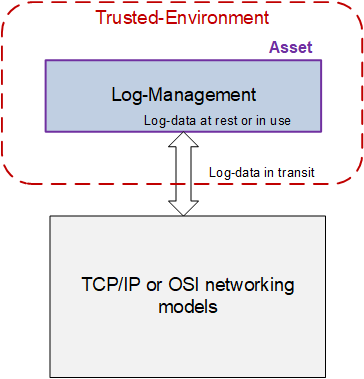 Trusted-Environment
Asset
Log-Management
Log-data at rest or in use
Log-data in transit
TCP/IP or OSI networking
models